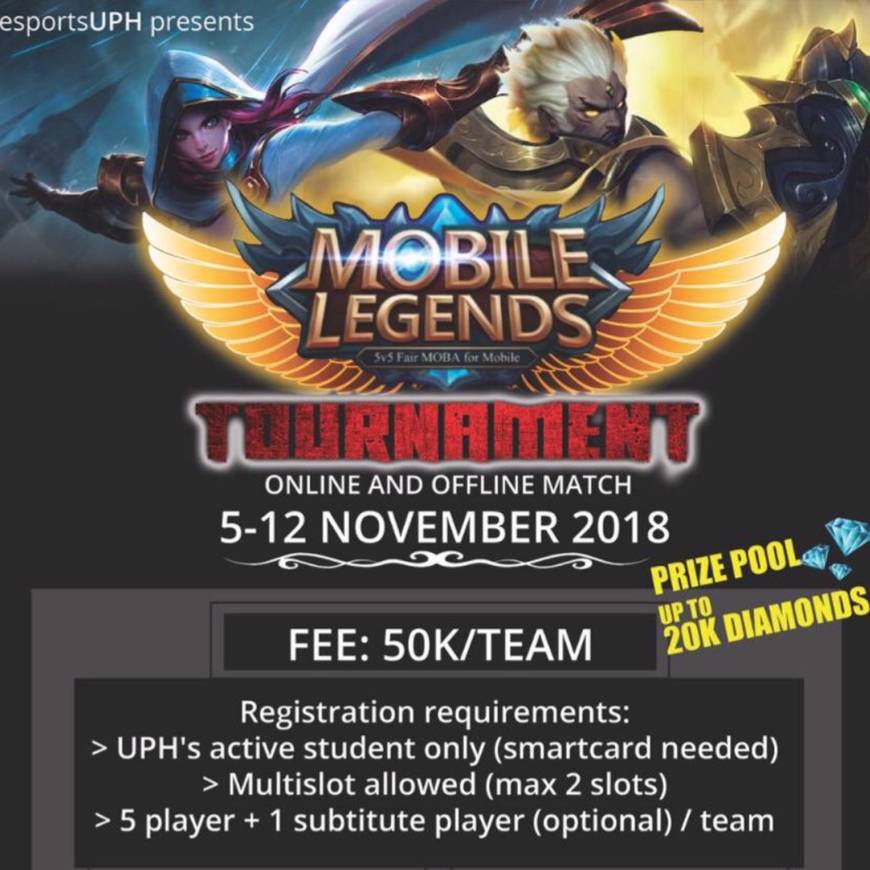 esportsUPH presents
MOBILE
LEGENDS
5v5 Fair MOBA for Mobile
TOURNAMENT
ONLINE AND OFFLINE MATCH
5-12 NOVEMBER 2018
PRIZE POOL
UP TO
20K DIAMONDS
FEE: 50K/TEAM
Registration requirements:
> UPH's active student only (smartcard needed)
> Multislot allowed (max 2 slots)
> 5 player + 1 subtitute player (optional) / team